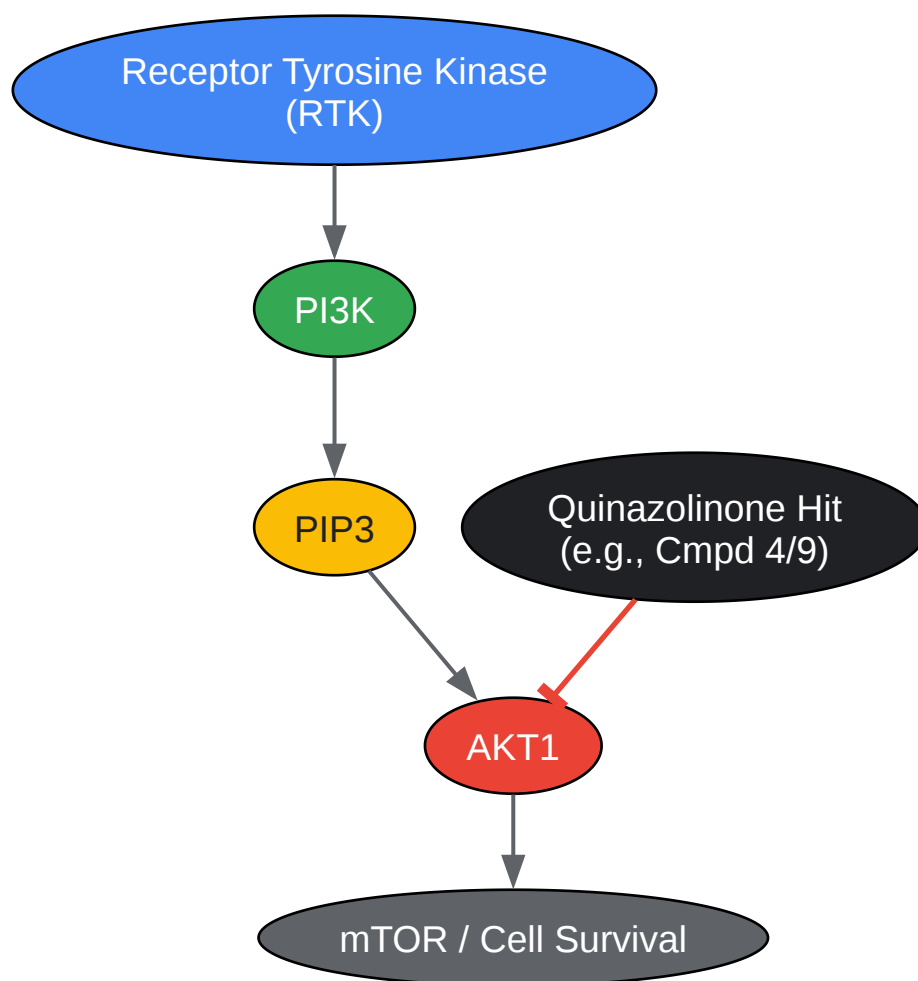 Receptor Tyrosine Kinase
(RTK)
PI3K
PIP3
Quinazolinone Hit
(e.g., Cmpd 4/9)
AKT1
mTOR / Cell Survival